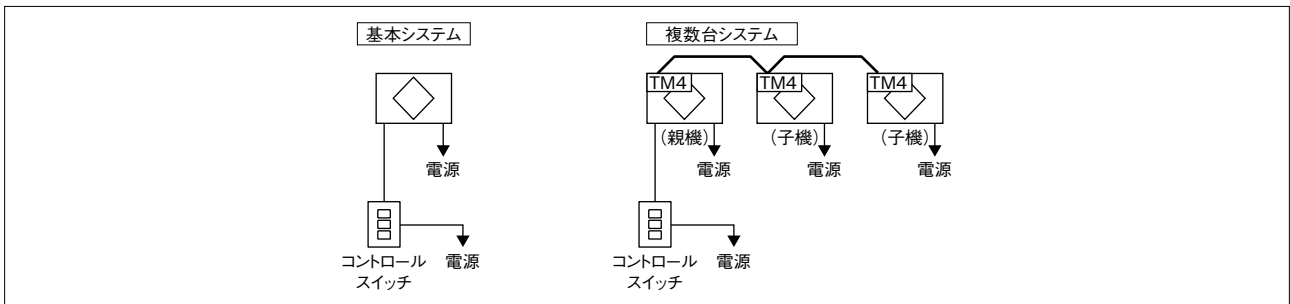 基本システム
電源
コントロール
スイッチ
電源
複数台システム
TM4
TM4
TM4
(親機)
(子機)
(子機)
電源
電源
電源
コントロール
スイッチ
電源